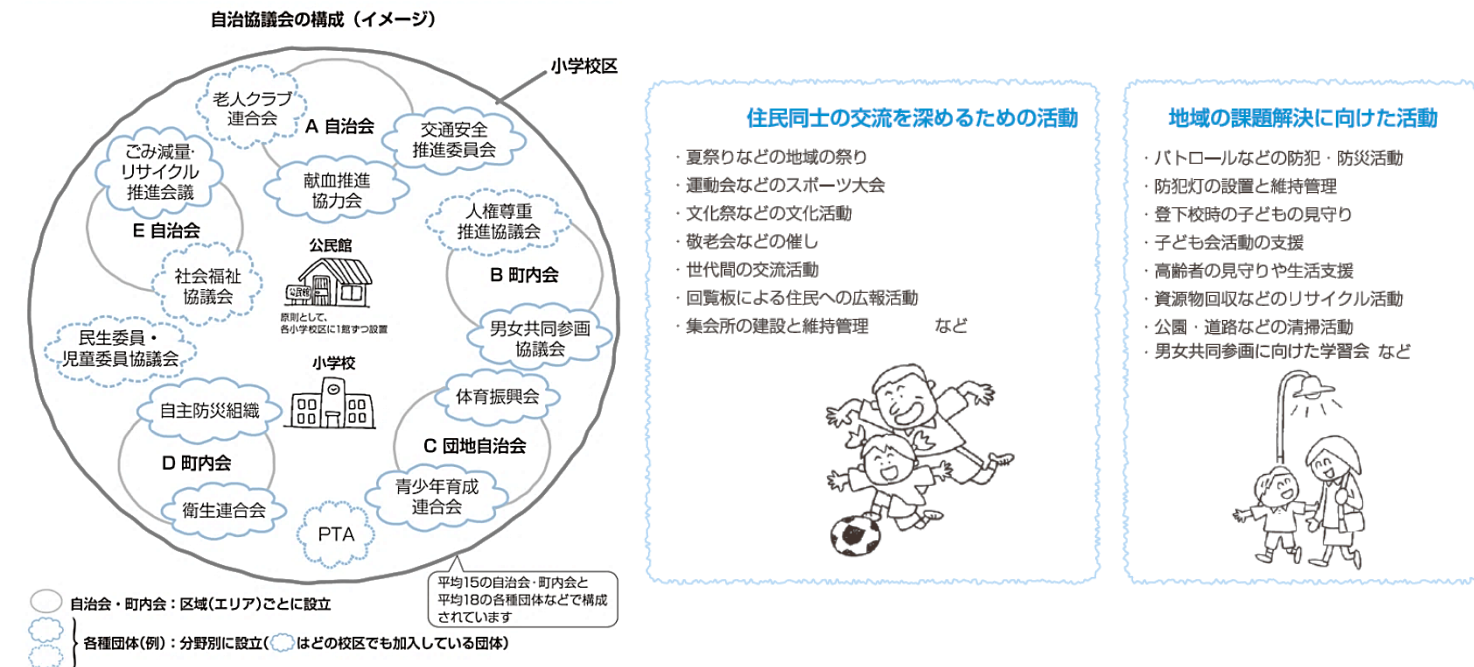 自治協議会の構成（イメージ）
小学校区
老人クラブ
連合会
A 自治会
交通安全
推進委員会
ごみ減量・
リサイクル
推進会議
献血推進
協力会
E 自治会
人権尊重
推進協議会
社会福祉
協議会
公民館
公民館
原則として、
各小学校区に1館ずつ設置
B 町内会
民生委員・
児童委員協議会
男女共同参画
協議会
小学校
自主防災組織
体育振興会
D 町内会
C 団地自治会
衛生連合会
青少年育成
連合会
PTA
平均15の自治会・町内会と
平均18の各種団体などで構成
されています
自治会・町内会：区域（エリア）ごとに設立
各種団体（例）：分野別に設立（ はどの校区でも加入している団体）
住民同士の交流を深めるための活動
・夏祭りなどの地域の祭り
・運動会などのスポーツ大会
・文化祭などの文化活動
・敬老会などの催し
・世代間の交流活動
・回覧板による住民への広報活動
・集会所の建設と維持管理 など
地域の課題解決に向けた活動
・パトロールなどの防犯・防災活動
・防犯灯の設置と維持管理
・登下校時の子どもの見守り
・子ども会活動の支援
・高齢者の見守りや生活支援
・資源物回収などのリサイクル活動
・公園・道路などの清掃活動
・男女共同参画に向けた学習会 など